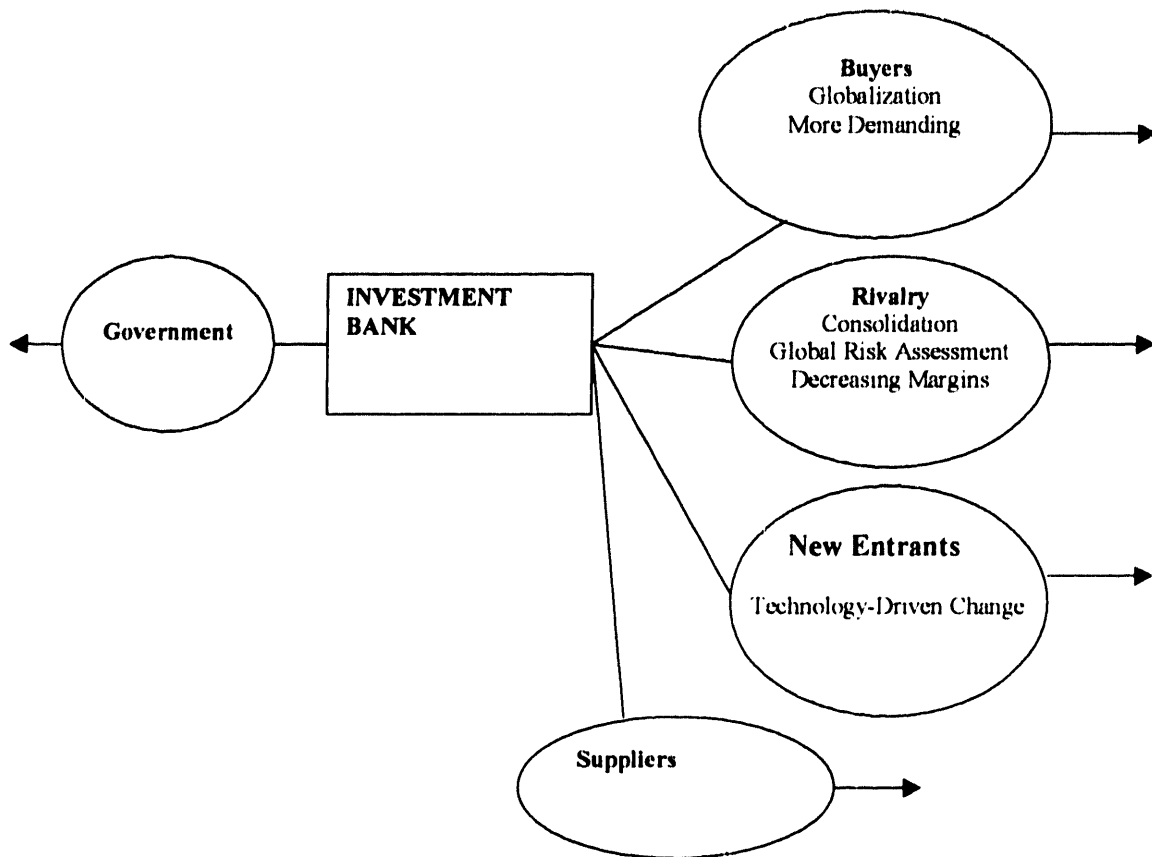 Buyers
Globalization
More Demanding
Government
INVESTMENT
BANK
Rivalry
Consolidation
Global Risk Assessment
Decreasing Margins
New Entrants
Technology-Driven Change
Suppliers